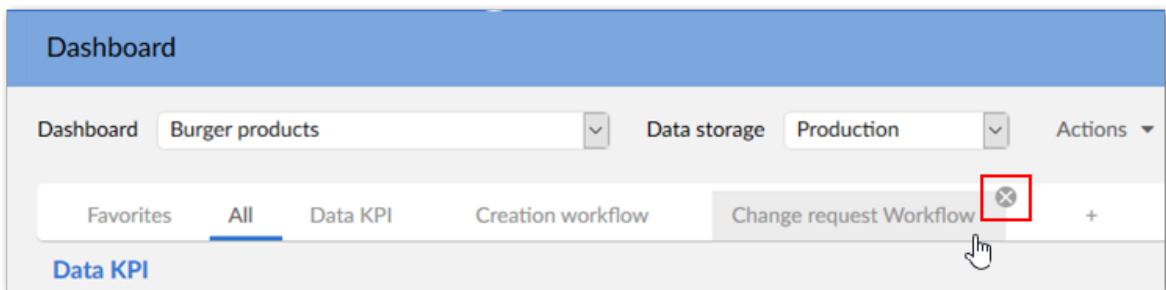 Dashboard
Dashboard Burger products Data storage Production Actions
Favorites All Data KPI Creation workflow Change request Workflow +
Data KPI